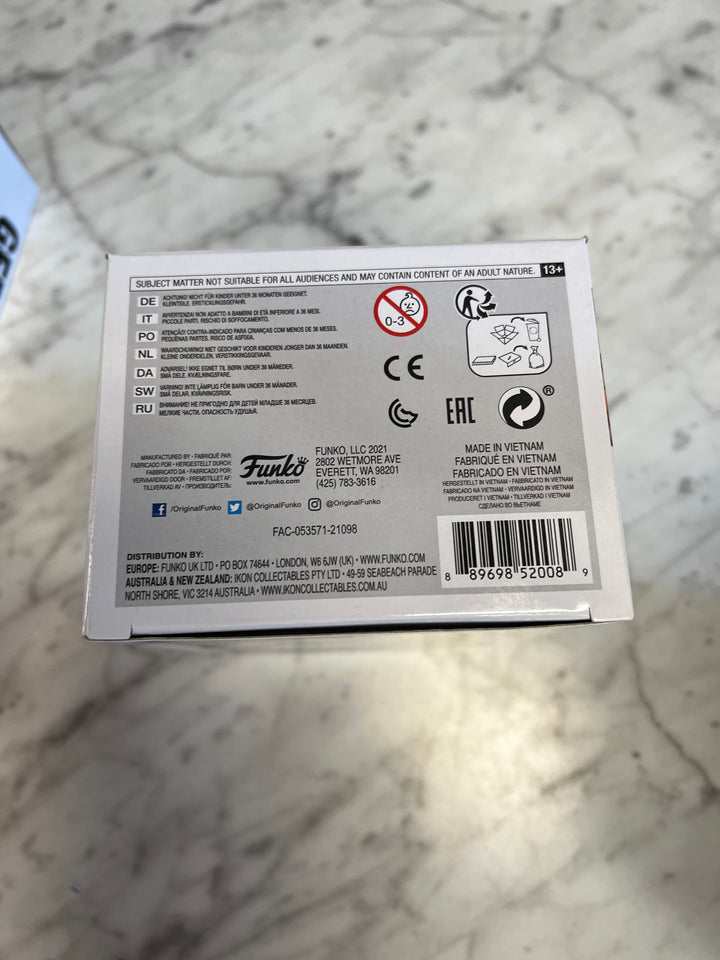 SUBJECT MATTER NOT SUITABLE FOR ALL AUDIENCES AND MAY CONTAIN CONTENT OF AN ADULT NATURE. 13+
DE ACHTUNG! NICHT FÜR KINDER UNTER 36 MONATEN GEEIGNET.
KLEINTEILE. ERSTICKUNGSGEFAHR.
IT AVVERTENZA! NON ADATTO A BAMBINI DI ETÀ INFERIORE A 36 MESI.
PICCOLE PARTI. RISCHIO DI SOFFOCAMENTO.
PO ATENÇÃO! CONTRA-INDICADO PARA CRIANÇAS COM MENOS DE 36 MESES.
PEQUENAS PARTES. RISCO DE ASFIXIA.
NL WAARSCHUWING! NIET GESCHIKT VOOR KINDEREN JONGER DAN 36 MAANDEN.
KLEINE ONDERDELEN. VERSTIKKINGSGEVAAR.
DA ADVARSEL! IKKE EGNET TIL BØRN UNDER 36 MÅNEDER.
SMÅ DELE. KVÆLNINGSFARE.
SW VARNING! INTE LÄMPLIG FÖR BARN UNDER 36 MÅNADER.
SMÅ DELAR. KVÄVNINGSRISK.
RU ВНИМАНИЕ! НЕ ПРИГОДНО ДЛЯ ДЕТЕЙ МЛАДШЕ 36 МЕСЯЦЕВ.
МЕЛКИЕ ЧАСТИ. ОПАСНОСТЬ УДУШЬЯ.
0-3
CE
EAC
®
MANUFACTURED BY • FABRIQUÉ PAR:
FABRICADO POR • HERGESTELLT DURCH:
FABBRICATO DA • FABRICADO POR:
VERVAARDIGD DOOR • FREMSTILLET AF:
TILLVERKAD AV • ПРОИЗВОДИТЕЛЬ:
Funko
www.funko.com
FUNKO, LLC 2021
2802 WETMORE AVE
EVERETT, WA 98201
(425) 783-3616
/OriginalFunko @OriginalFunko @OriginalFunko
FAC-053571-21098
MADE IN VIETNAM
FABRIQUÉ EN VIETNAM
FABRICADO EN VIETNAM
HERGESTELLT IN VIETNAM • FABBRICATO IN VIETNAM
FABRICADO NA VIETNAM • VERVAARDIGD IN VIETNAM
PRODUCERET I VIETNAM • TILLVERKAD I VIETNAM
СДЕЛАНО ВО ВЬЕТНАМЕ
8 89698 52008 9
DISTRIBUTION BY:
EUROPE: FUNKO UK LTD • PO BOX 74644 • LONDON, W6 6JW (UK) • WWW.FUNKO.COM
AUSTRALIA & NEW ZEALAND: IKON COLLECTABLES PTY LTD • 49-59 SEABEACH PARADE
NORTH SHORE, VIC 3214 AUSTRALIA • WWW.IKONCOLLECTABLES.COM.AU